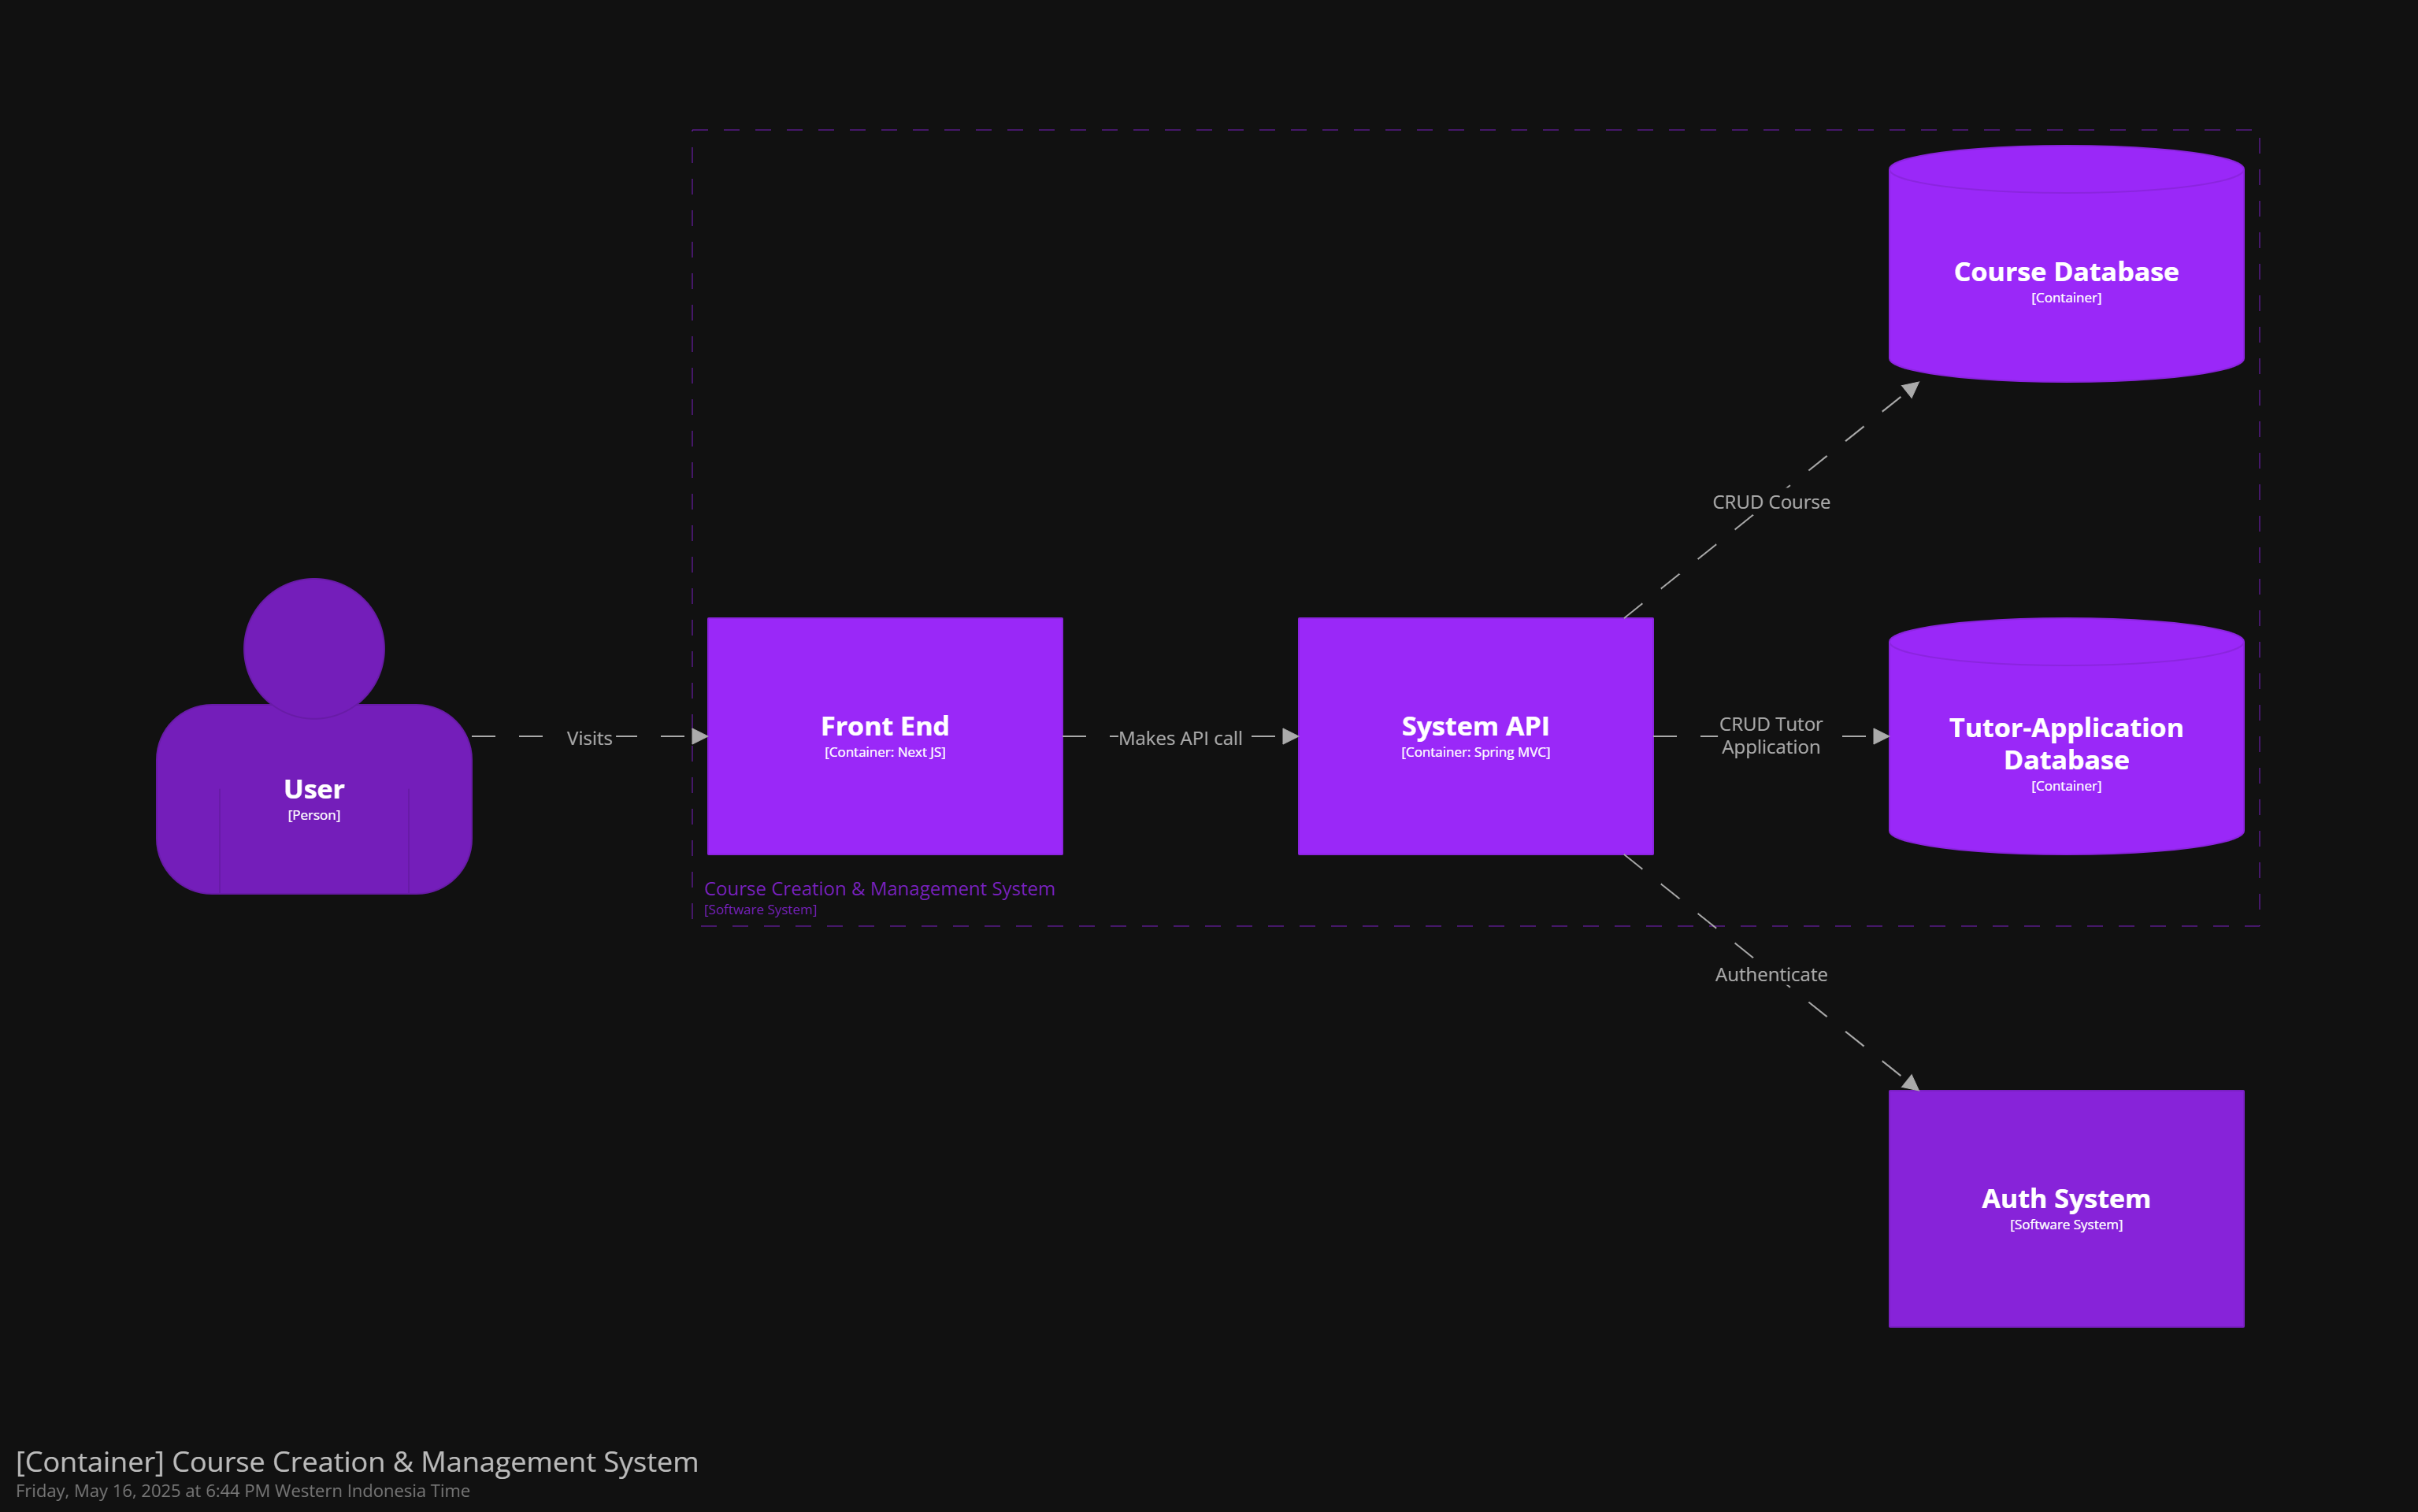 Course Database
[Container]
CRUD Course
User
[Person]
Visits
Front End
[Container: Next JS]
Makes API call
System API
[Container: Spring MVC]
CRUD Tutor
Application
Tutor-Application
Database
[Container]
Course Creation & Management System
[Software System]
Authenticate
Auth System
[Software System]
[Container] Course Creation & Management System
Friday, May 16, 2025 at 6:44 PM Western Indonesia Time